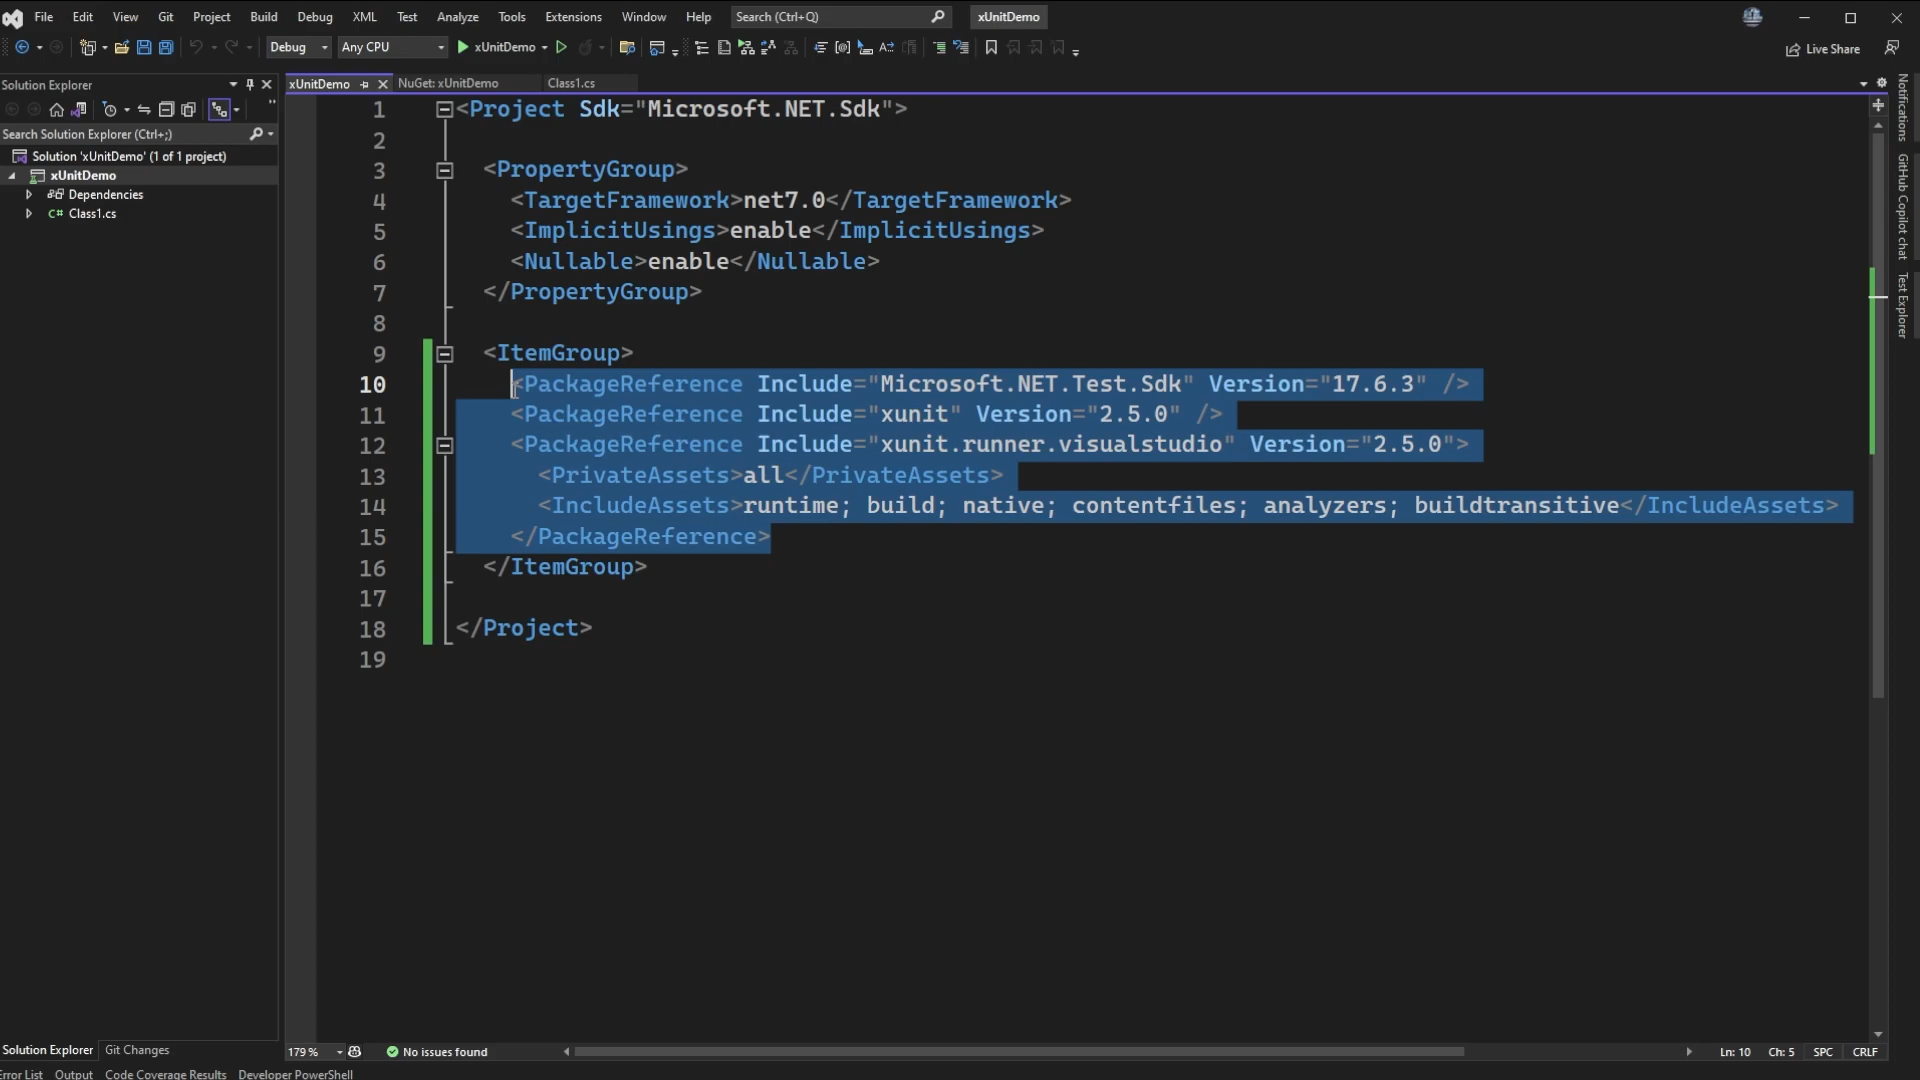 File Edit View Git Project Build Debug XML Test Analyze Tools Extensions Window Help Search (Ctrl+Q) xUnitDemo
Debug Any CPU xUnitDemo Live Share
Solution Explorer
Search Solution Explorer (Ctrl+;)
Solution 'xUnitDemo' (1 of 1 project)
xUnitDemo
Dependencies
C# Class1.cs
xUnitDemo NuGet: xUnitDemo Class1.cs
1 <Project Sdk="Microsoft.NET.Sdk">
2
3 <PropertyGroup>
4 <TargetFramework>net7.0</TargetFramework>
5 <ImplicitUsings>enable</ImplicitUsings>
6 <Nullable>enable</Nullable>
7 </PropertyGroup>
8
9 <ItemGroup>
10 <PackageReference Include="Microsoft.NET.Test.Sdk" Version="17.6.3" />
11 <PackageReference Include="xunit" Version="2.5.0" />
12 <PackageReference Include="xunit.runner.visualstudio" Version="2.5.0">
13 <PrivateAssets>all</PrivateAssets>
14 <IncludeAssets>runtime; build; native; contentfiles; analyzers; buildtransitive</IncludeAssets>
15 </PackageReference>
16 </ItemGroup>
17
18 </Project>
19
Notifications
GitHub Copilot chat
Test Explorer
Solution Explorer Git Changes
179 % No issues found Ln: 10 Ch: 5 SPC CRLF
Error List Output Code Coverage Results Developer PowerShell